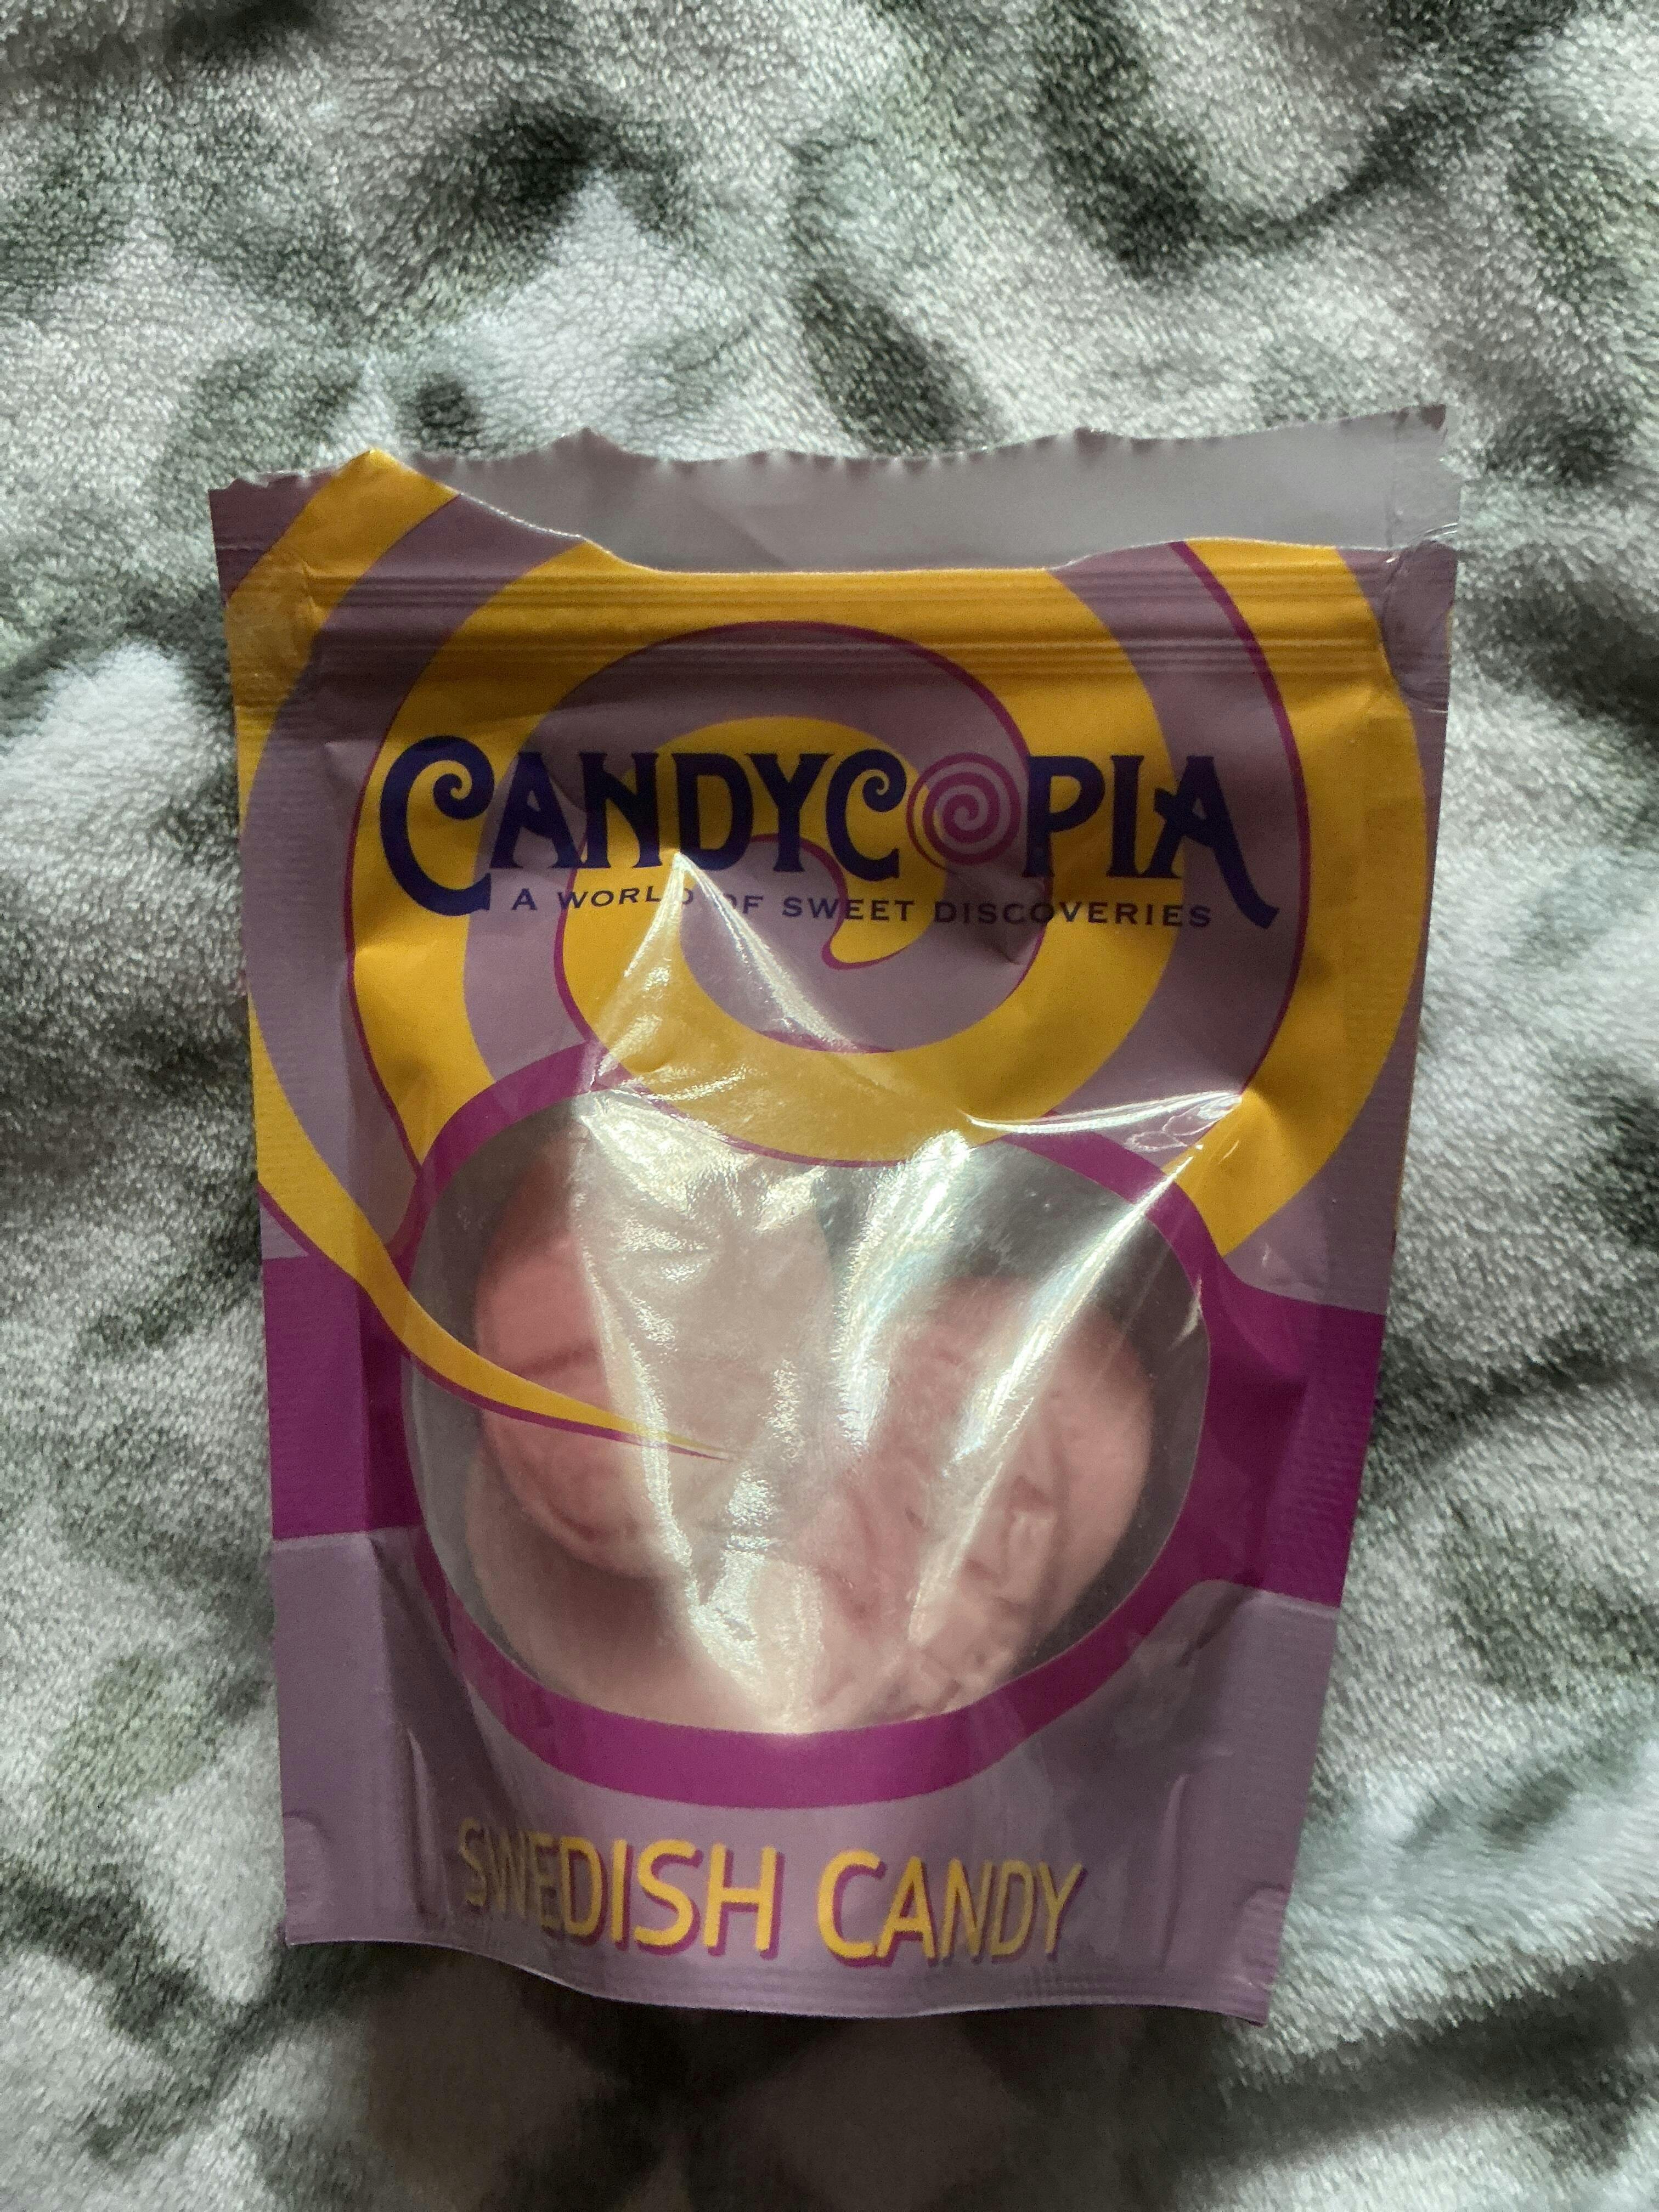 CANDYCOPIA
A WORLD OF SWEET DISCOVERIES
SWEDISH CANDY